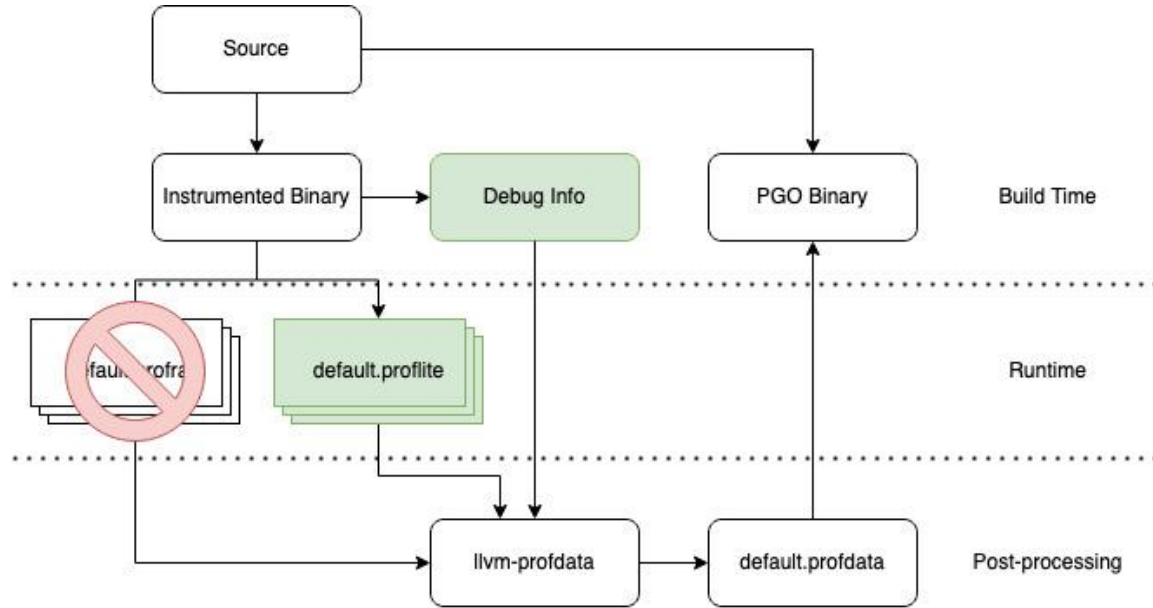 Source
Instrumented Binary
Debug Info
PGO Binary
Build Time
default.proflite
Runtime
llvm-profdata
default.profdata
Post-processing